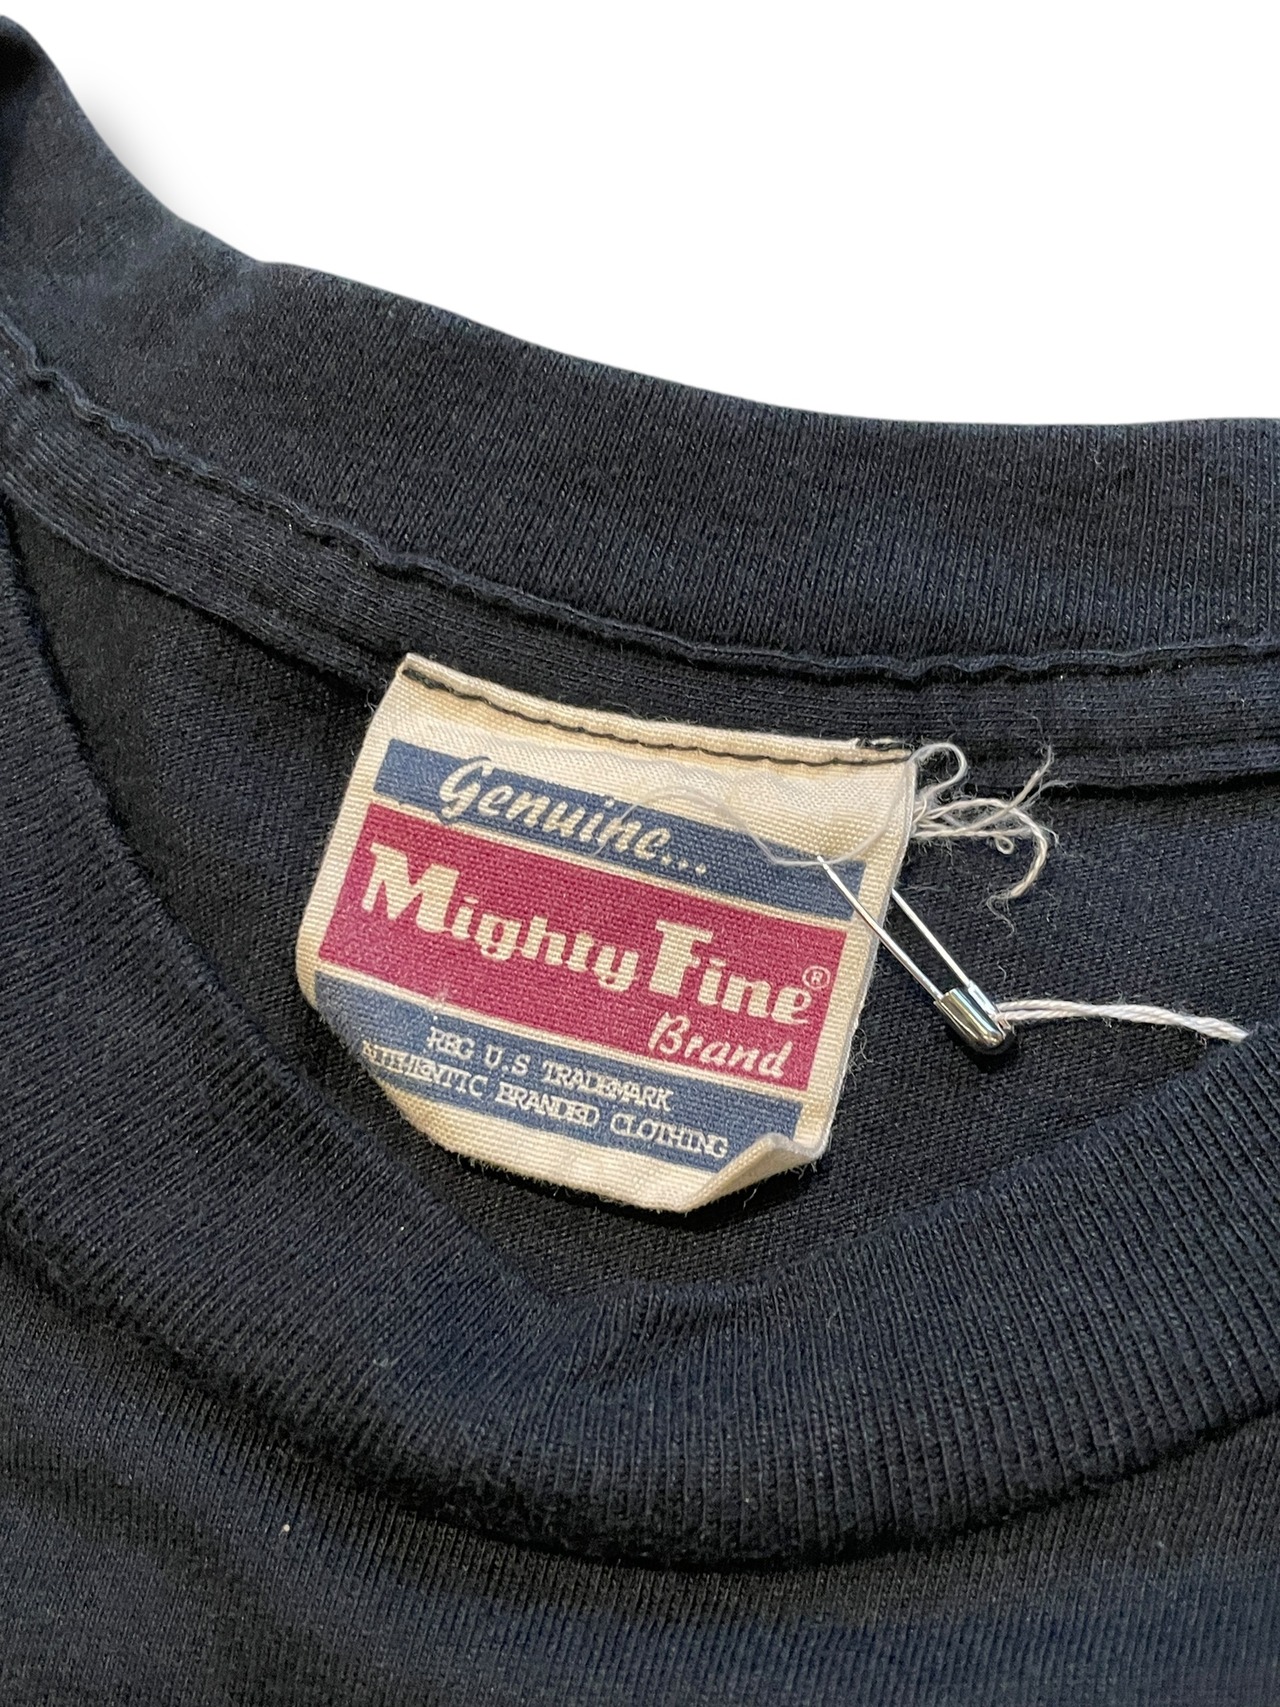 Genuine...
Mighty Fine®
Brand
REG U.S TRADEMARK
AUTHENTIC BRANDED CLOTHING